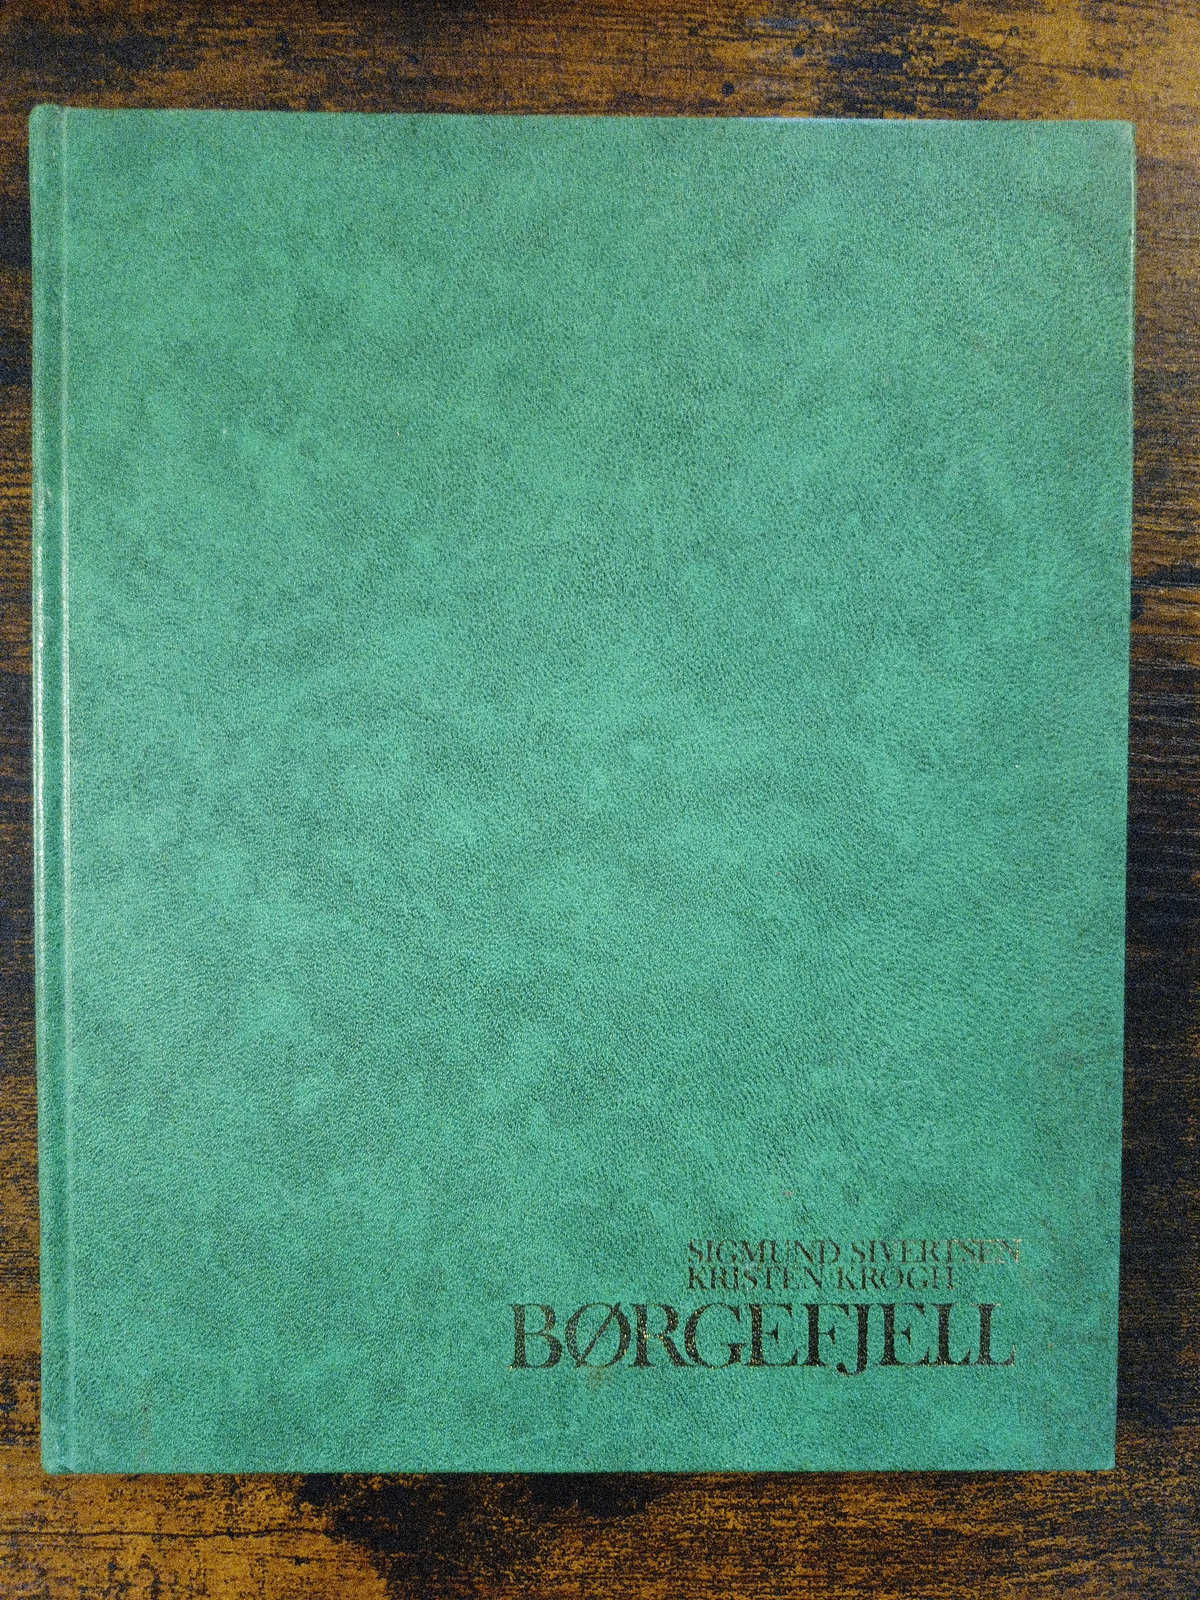 SIGMUND SIVERTSEN
KRISTEN KROGH
BØRGEFJELL